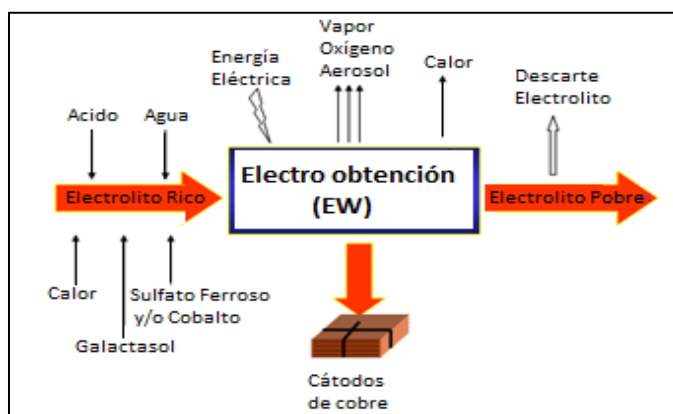 Energía
Eléctrica
Vapor
Oxígeno
Aerosol
Calor
Descarte
Electrolito
Acido
Agua
Electrolito Rico
Electro obtención
(EW)
Electrolito Pobre
Calor
Galactasol
Sulfato Ferroso
y/o Cobalto
Cátodos
de cobre